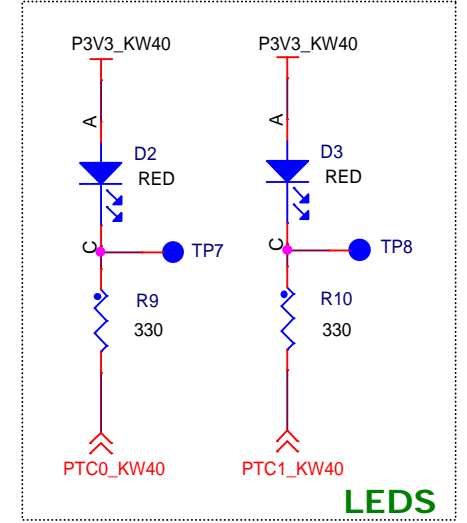 P3V3_KW40
P3V3_KW40
A
A
D2
RED
D3
RED
C
TP7
C
TP8
R9
330
R10
330
PTC0_KW40
PTC1_KW40
LEDS